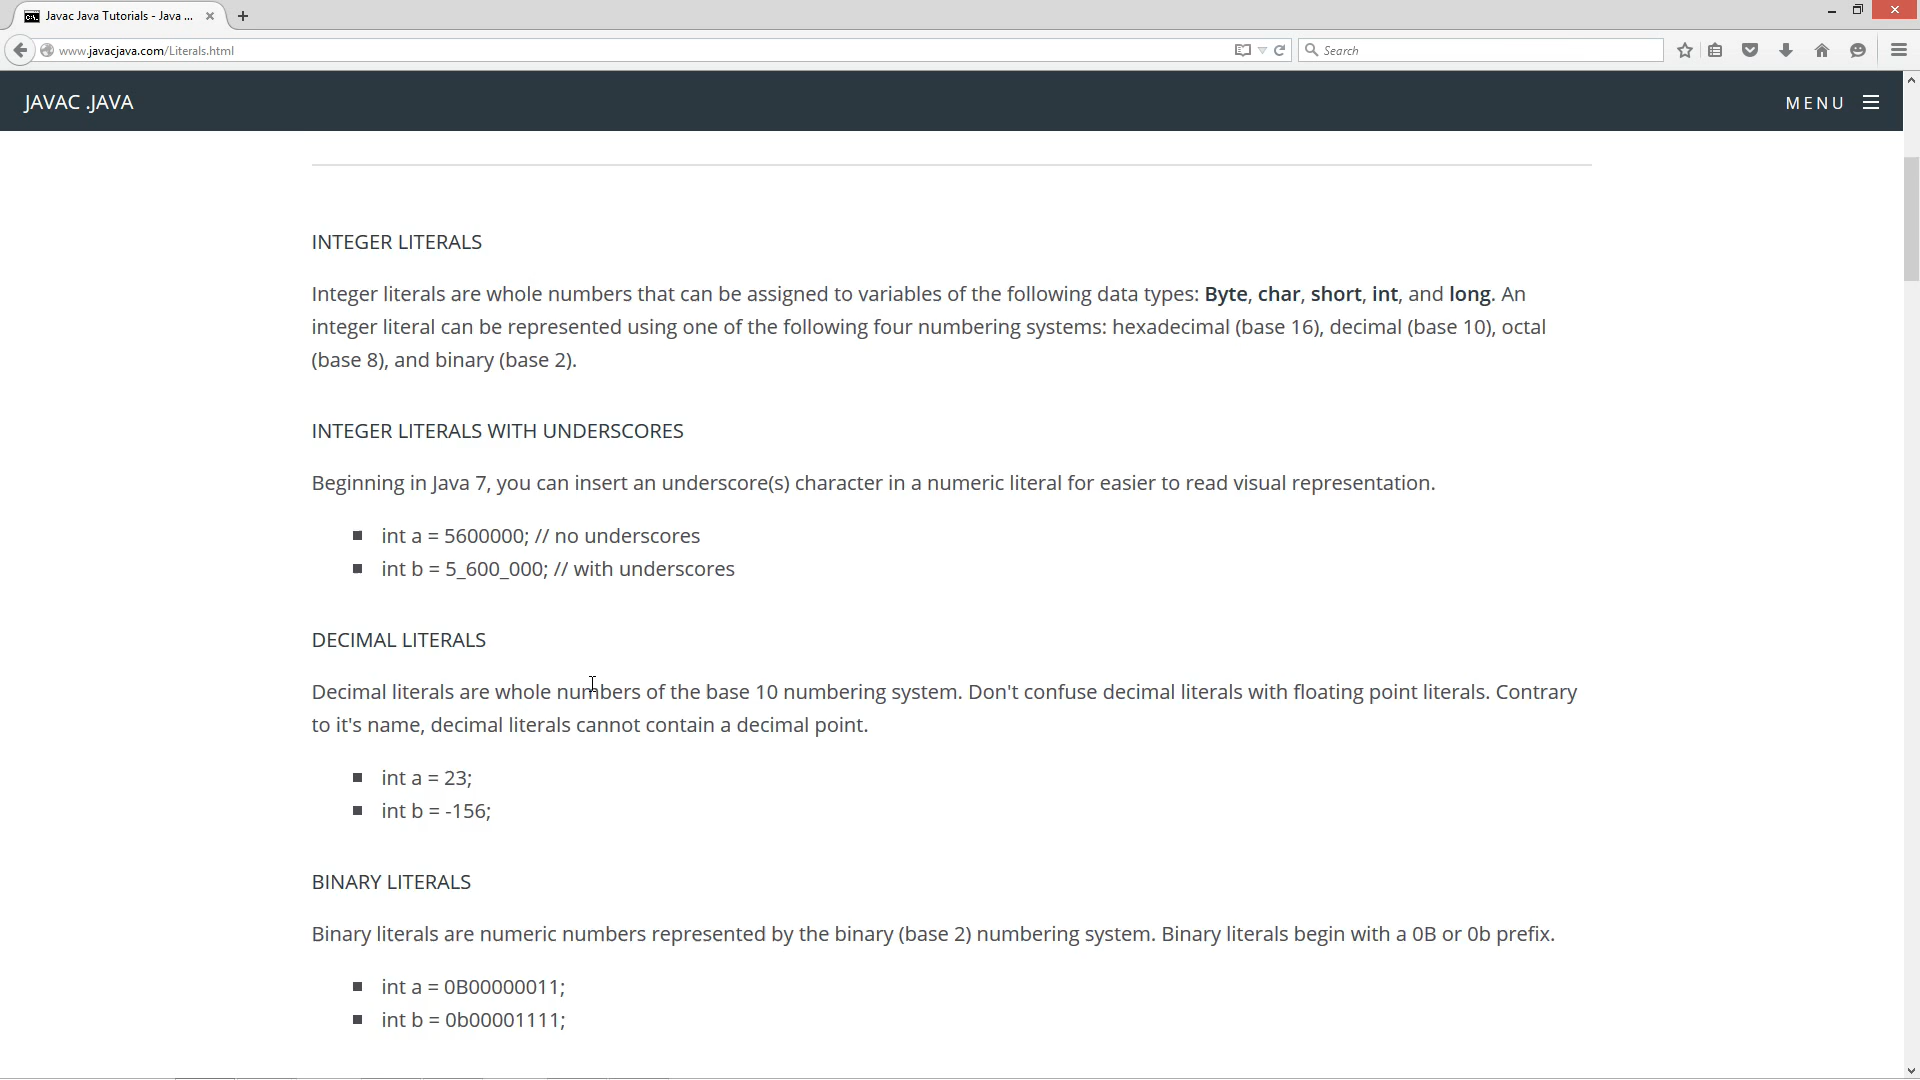 Javac Java Tutorials - Java ...
www.javacjava.com/Literals.html
Search
JAVAC .JAVA
MENU
INTEGER LITERALS
Integer literals are whole numbers that can be assigned to variables of the following data types: Byte, char, short, int, and long. An
integer literal can be represented using one of the following four numbering systems: hexadecimal (base 16), decimal (base 10), octal
(base 8), and binary (base 2).
INTEGER LITERALS WITH UNDERSCORES
Beginning in Java 7, you can insert an underscore(s) character in a numeric literal for easier to read visual representation.
int a = 5600000; // no underscores
int b = 5_600_000; // with underscores
DECIMAL LITERALS
Decimal literals are whole numbers of the base 10 numbering system. Don't confuse decimal literals with floating point literals. Contrary
to it's name, decimal literals cannot contain a decimal point.
int a = 23;
int b = -156;
BINARY LITERALS
Binary literals are numeric numbers represented by the binary (base 2) numbering system. Binary literals begin with a 0B or 0b prefix.
int a = 0B00000011;
int b = 0b00001111;